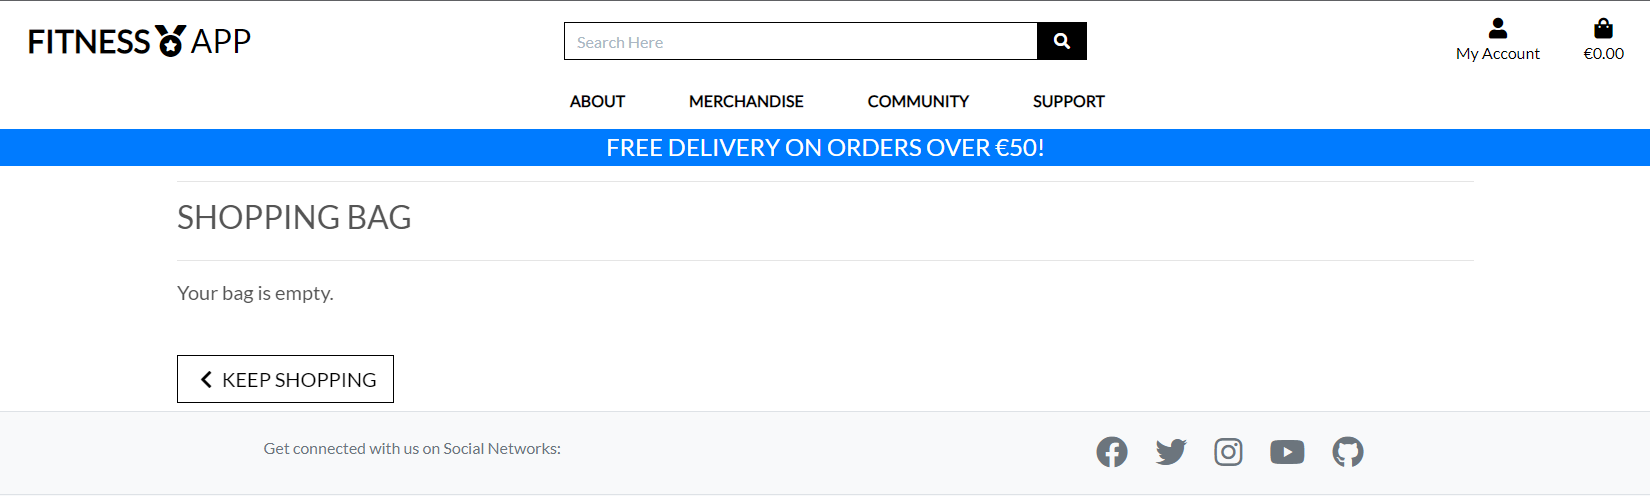 FITNESS APP
Search Here
My Account
€0.00
ABOUT MERCHANDISE COMMUNITY SUPPORT
FREE DELIVERY ON ORDERS OVER €50!
SHOPPING BAG
Your bag is empty.
KEEP SHOPPING
Get connected with us on Social Networks: